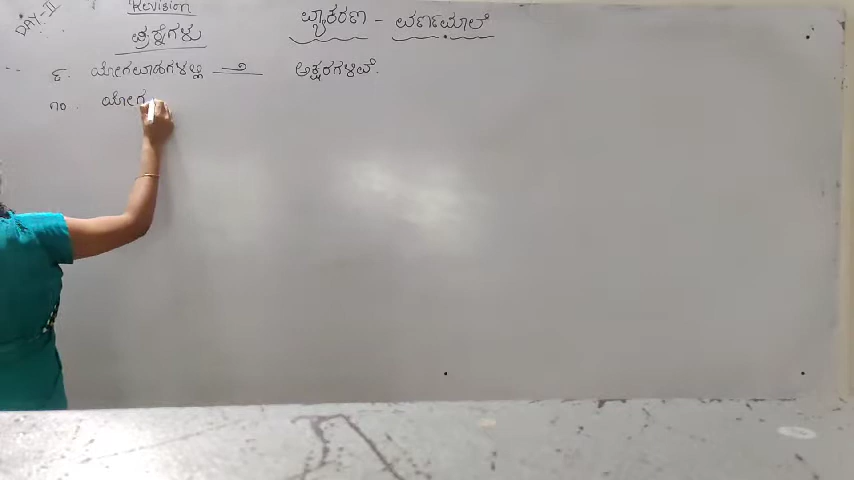 DAY-II
Revision
ವ್ಯಾಕರಣ - ವರ್ಣಮಾಲೆ
ಪ್ರಶ್ನೆಗಳು
೯. ಯೋಗವಾಹಗಳಲ್ಲಿ ೨ ಅಕ್ಷರಗಳಿವೆ.
೧೦. ಯೋಗ